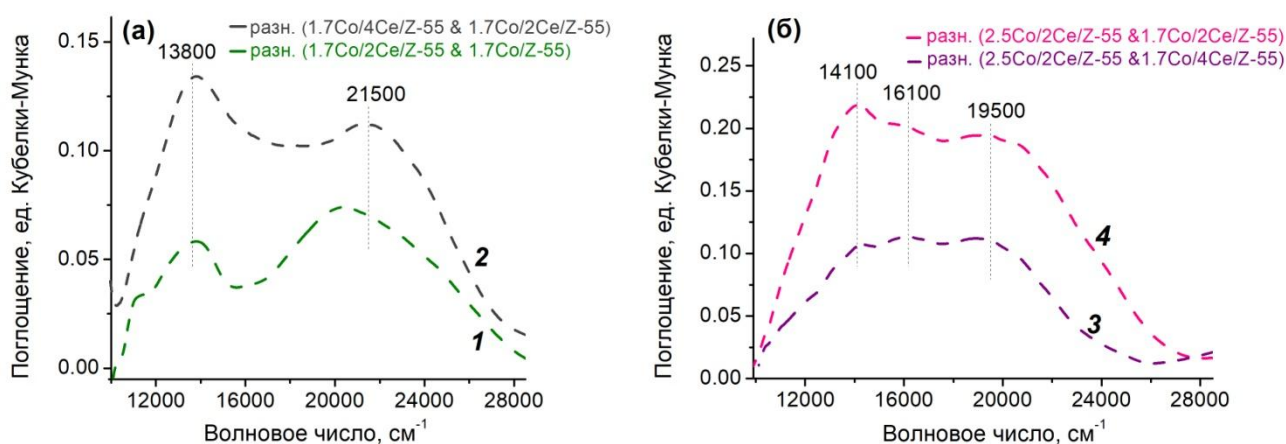 (а)
разн. (1.7Co/4Ce/Z-55 & 1.7Co/2Ce/Z-55)
разн. (1.7Co/2Ce/Z-55 & 1.7Co/Z-55)
0.15
0.10
0.05
0.00
Поглощение, ед. Кубелки-Мунка
13800
21500
2
1
12000 16000 20000 24000 28000
Волновое число, см-1
(б)
разн. (2.5Co/2Ce/Z-55 &1.7Co/2Ce/Z-55)
разн. (2.5Co/2Ce/Z-55 &1.7Co/4Ce/Z-55)
0.25
0.20
0.15
0.10
0.05
0.00
Поглощение, ед. Кубелки-Мунка
14100
16100
19500
4
3
12000 16000 20000 24000 28000
Волновое число, см-1